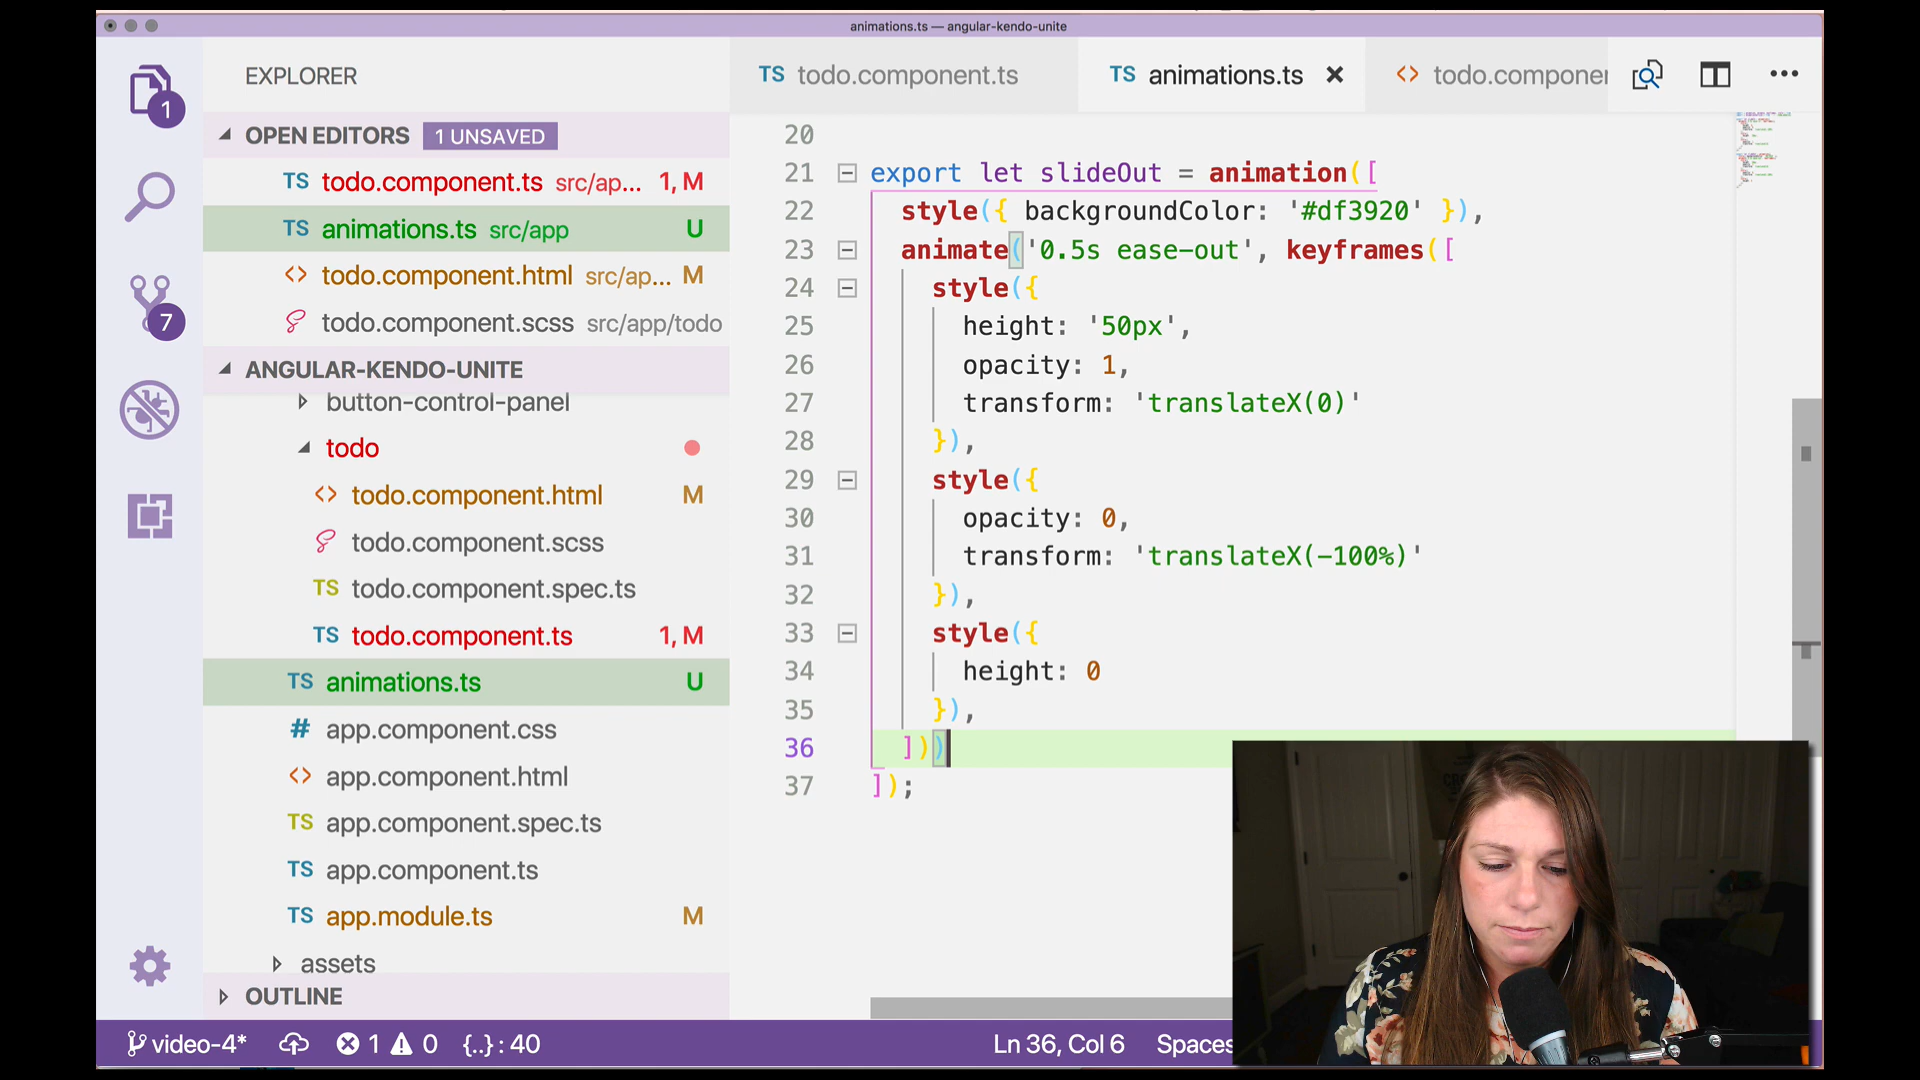 animations.ts — angular-kendo-unite
EXPLORER
OPEN EDITORS 1 UNSAVED
TS todo.component.ts src/ap... 1, M
TS animations.ts src/app U
<> todo.component.html src/ap... M
todo.component.scss src/app/todo
ANGULAR-KENDO-UNITE
button-control-panel
todo
<> todo.component.html M
todo.component.scss
TS todo.component.spec.ts
TS todo.component.ts 1, M
TS animations.ts U
# app.component.css
<> app.component.html
TS app.component.spec.ts
TS app.component.ts
TS app.module.ts M
assets
OUTLINE
1
7
TS todo.component.ts TS animations.ts × <> todo.componen
20
21 export let slideOut = animation([
22 style({ backgroundColor: '#df3920' }),
23 animate('0.5s ease-out', keyframes([
24 style({
25 height: '50px',
26 opacity: 1,
27 transform: 'translateX(0)'
28 }),
29 style({
30 opacity: 0,
31 transform: 'translateX(-100%)'
32 }),
33 style({
34 height: 0
35 }),
36 ]))
37 ]);
video-4* 1 0 {..} : 40 Ln 36, Col 6 Spaces